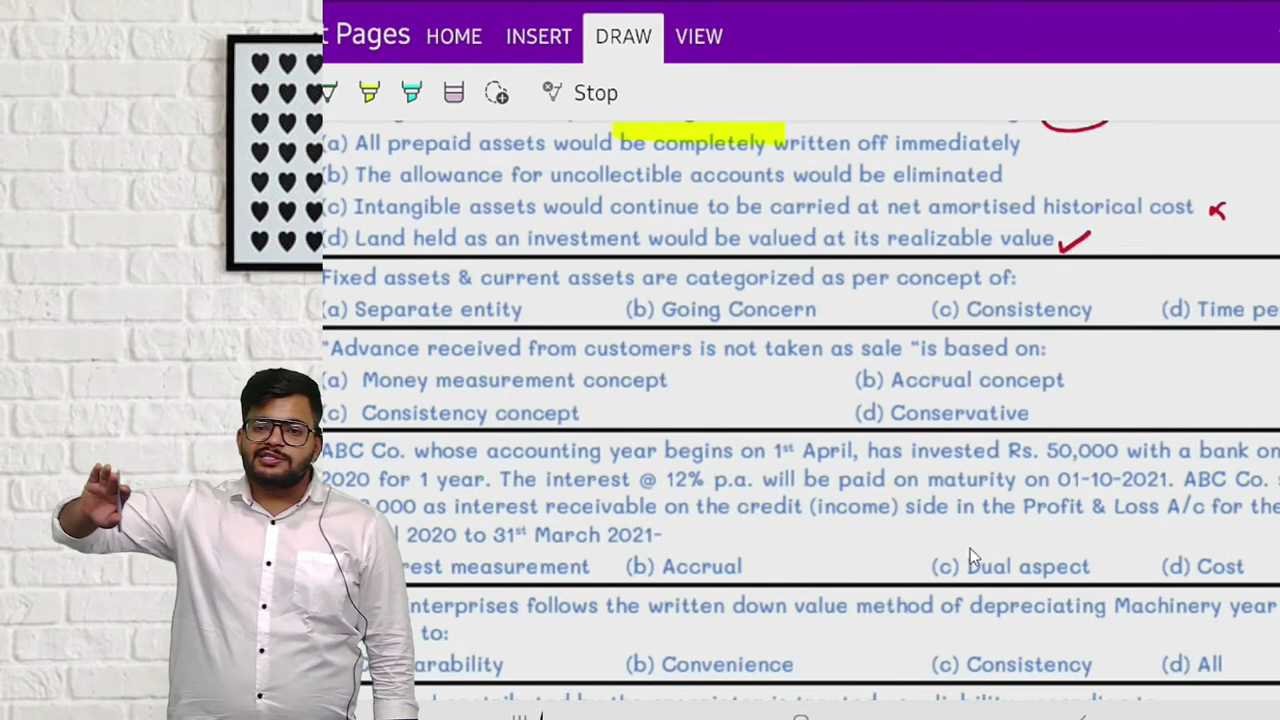 t Pages HOME INSERT DRAW VIEW
Stop
(a) All prepaid assets would be completely written off immediately
(b) The allowance for uncollectible accounts would be eliminated
(c) Intangible assets would continue to be carried at net amortised historical cost
(d) Land held as an investment would be valued at its realizable value
Fixed assets & current assets are categorized as per concept of:
(a) Separate entity (b) Going Concern (c) Consistency (d) Time pe
“Advance received from customers is not taken as sale “is based on:
(a) Money measurement concept (b) Accrual concept
(c) Consistency concept (d) Conservative
ABC Co. whose accounting year begins on 1st April, has invested Rs. 50,000 with a bank on
2020 for 1 year. The interest @ 12% p.a. will be paid on maturity on 01-10-2021. ABC Co.
000 as interest receivable on the credit (income) side in the Profit & Loss A/c for the
2020 to 31st March 2021-
rest measurement (b) Accrual (c) Dual aspect (d) Cost
nterprises follows the written down value method of depreciating Machinery year
to:
arability (b) Convenience (c) Consistency (d) All